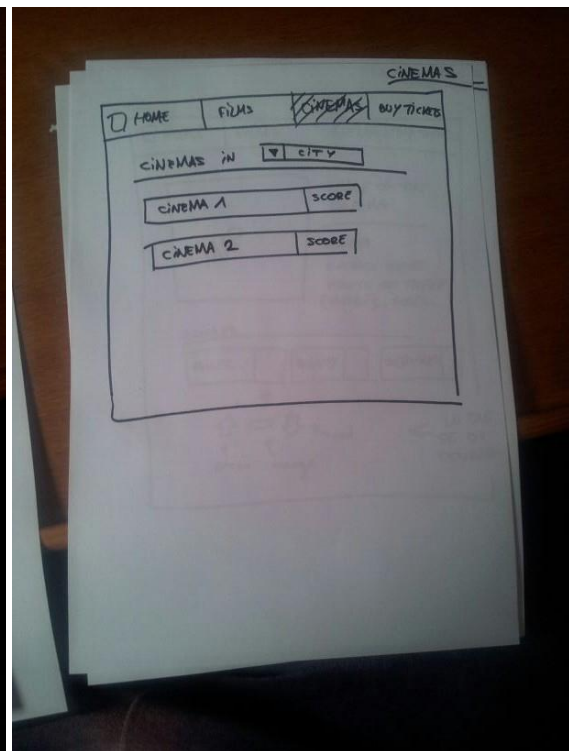 CINEMAS
HOME FILMS CINEMAS BUY TICKETS
CINEMAS IN CITY
CINEMA 1 SCORE
CINEMA 2 SCORE